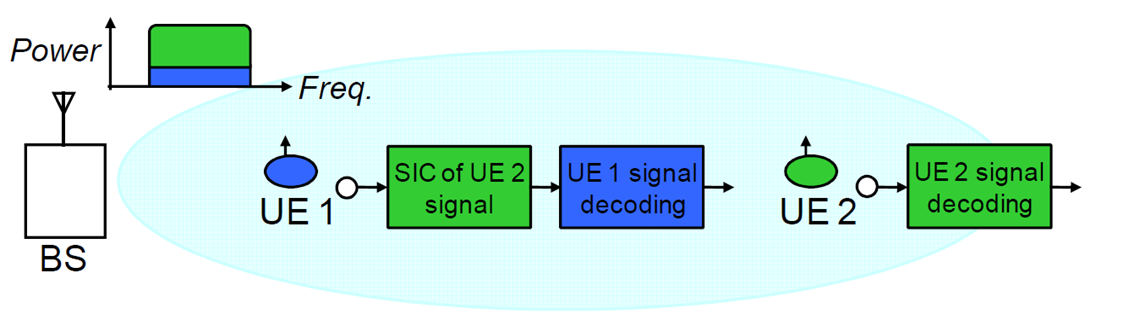 Power
Freq.
BS
UE 1
SIC of UE 2
signal
UE 1 signal
decoding
UE 2
UE 2 signal
decoding